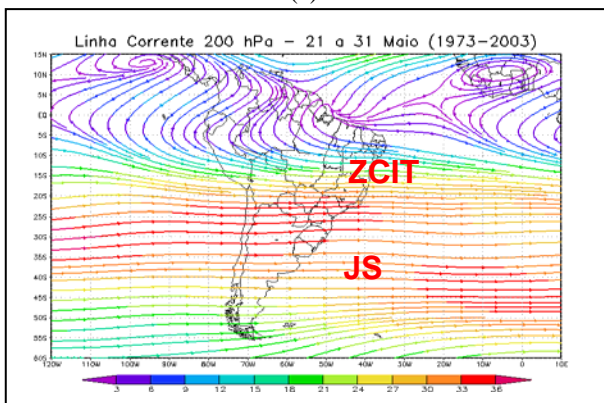 Linha Corrente 200 hPa - 21 a 31 Maio (1973-2003)
15N
10N
5N
EQ
5S
10S
15S
20S
25S
30S
35S
40S
45S
50S
55S
60S
ZCIT
JS
120W 110W 100W 90W 80W 70W 60W 50W 40W 30W 20W 10W 0 10E
3 6 9 12 15 18 21 24 27 30 33 36